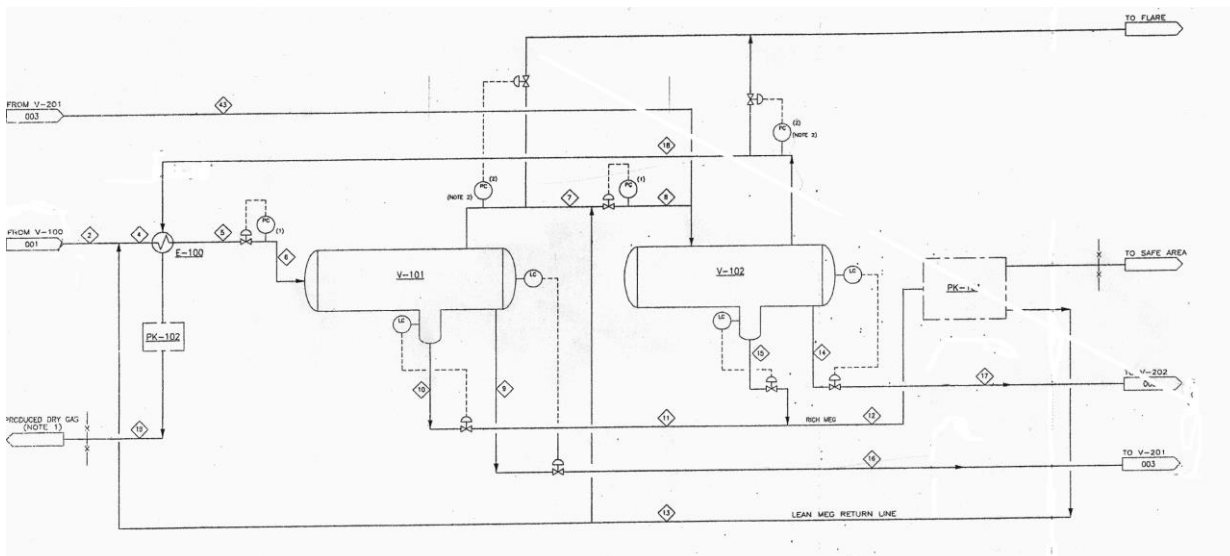 TO FLARE
FROM V-201
003
43
PC
(2)
(NOTE 2)
18
PC
(2)
(NOTE 2)
7
PC
(1)
8
FROM V-100
001
2
4
E-100
5
PC
(1)
6
V-101
LC
LC
V-102
LC
LC
TO SAFE AREA
PK-102
10
9
15
14
17
V-202
PRODUCED DRY GAS
(NOTE 1)
19
11
RICH MEG
12
16
TO V-201
003
13
LEAN MEG RETURN LINE